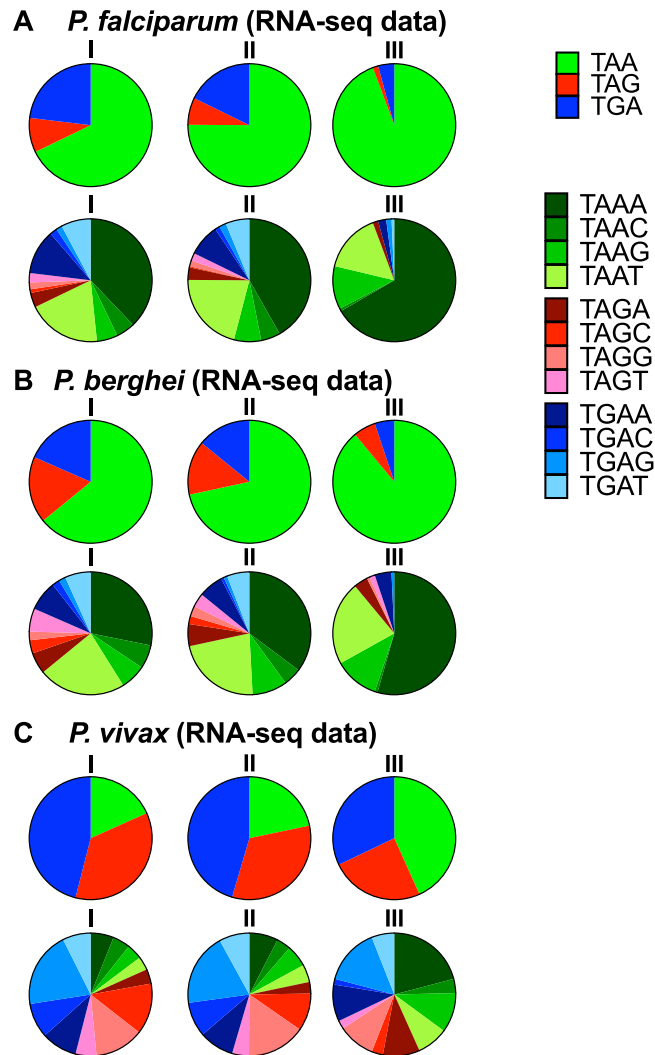 A P. falciparum (RNA-seq data)
I II III
I II III
B P. berghei (RNA-seq data)
I II III
I II III
C P. vivax (RNA-seq data)
I II III
I II III
TAA
TAG
TGA
TAAA
TAAC
TAAG
TAAT
TAGA
TAGC
TAGG
TAGT
TGAA
TGAC
TGAG
TGAT